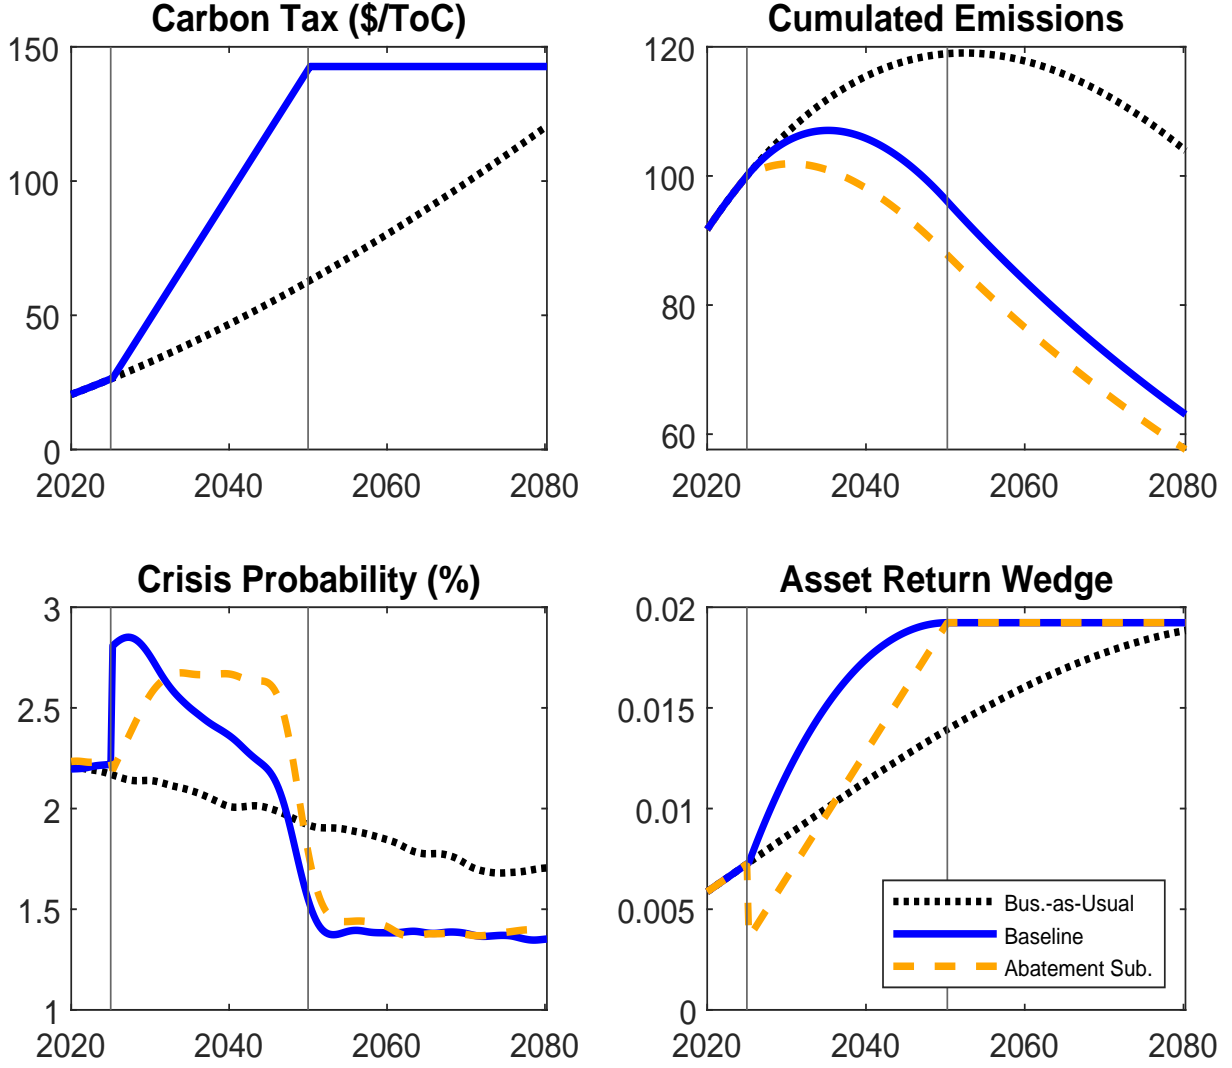 Carbon Tax ($/ToC)
150
100
50
0
2020 2040 2060 2080
Cumulated Emissions
120
100
80
60
2020 2040 2060 2080
Crisis Probability (%)
3
2.5
2
1.5
1
2020 2040 2060 2080
Asset Return Wedge
0.02
0.015
0.01
0.005
0
2020 2040 2060 2080
Bus.-as-Usual
Baseline
Abatement Sub.